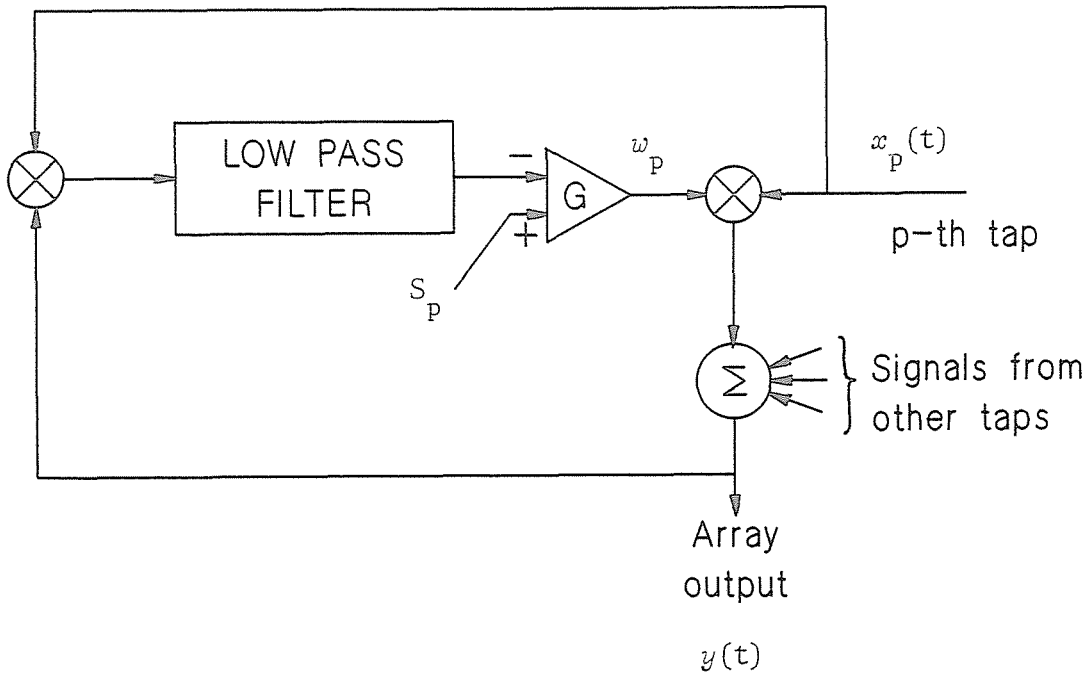 LOW PASS
FILTER
−
+
G
w_p
x_p(t)
p-th tap
S_p
Σ
Signals from
other taps
Array
output
y(t)